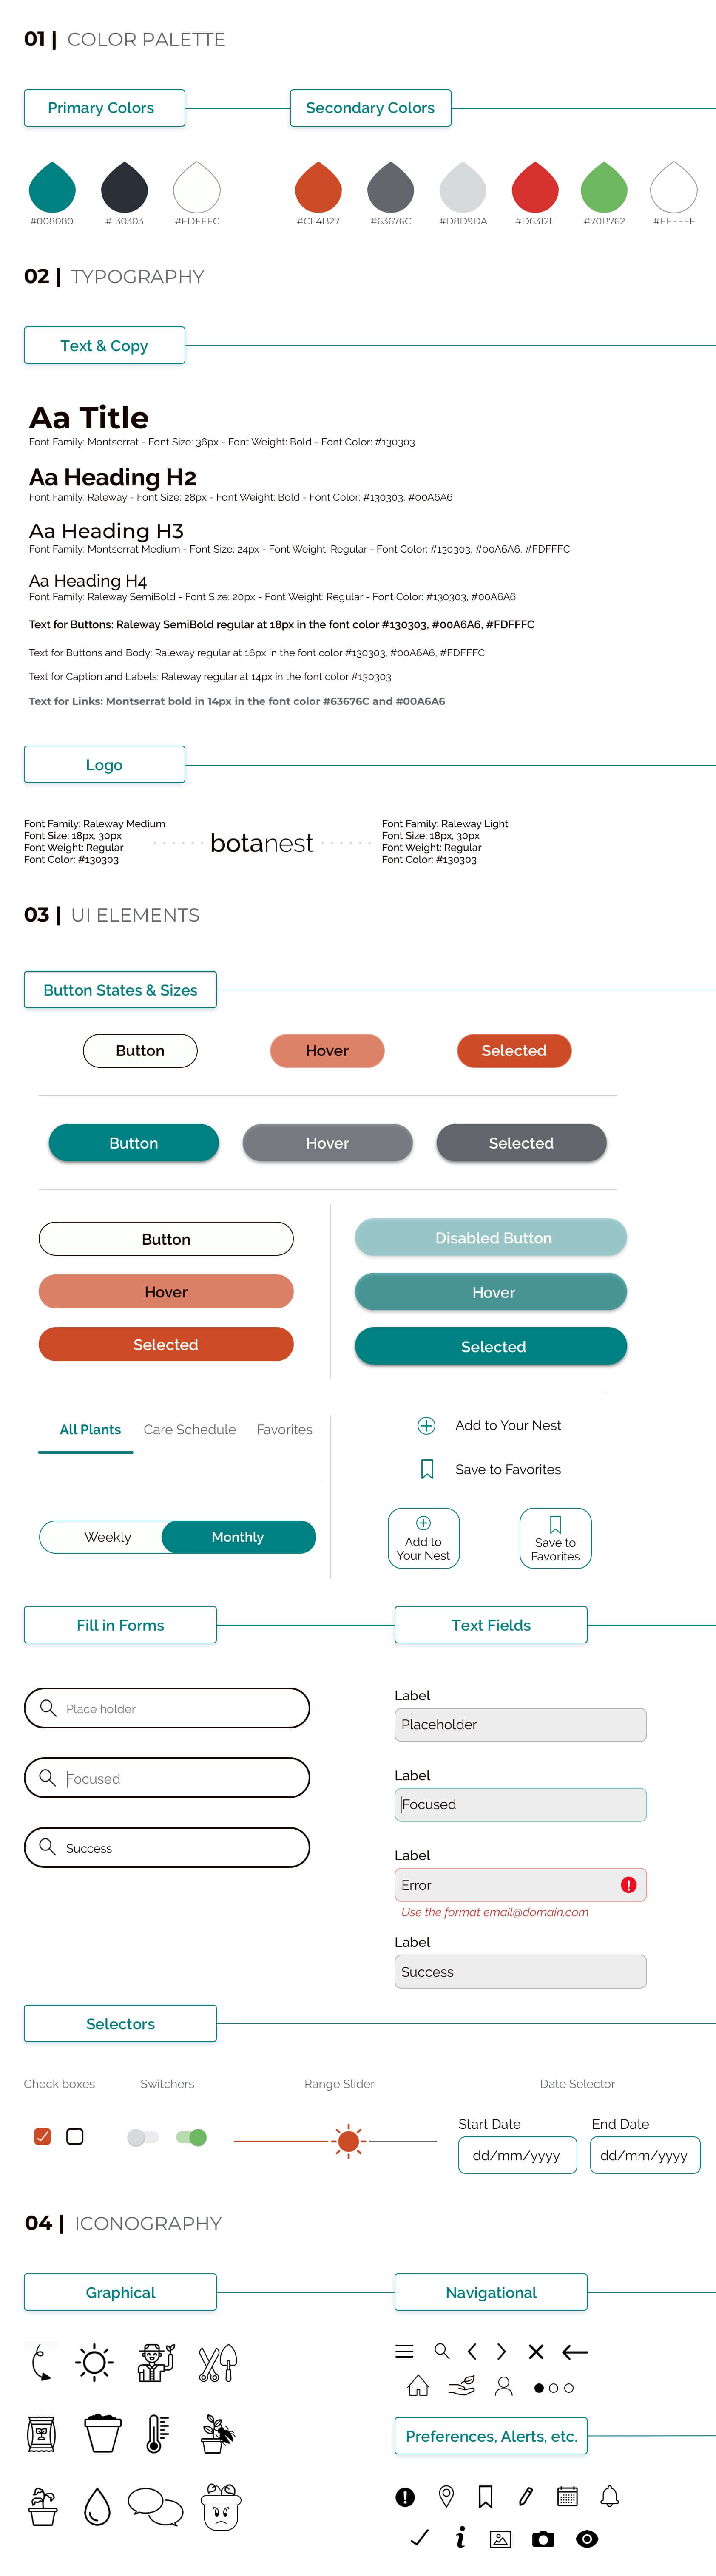 01 | COLOR PALETTE
Primary Colors
Secondary Colors
#008080
#130303
#FDFFFC
#CE4B27
#63676C
#D8D9DA
#D6312E
#70B762
#FFFFFF
02 | TYPOGRAPHY
Text & Copy
Aa Title
Font Family: Montserrat - Font Size: 36px - Font Weight: Bold - Font Color: #130303
Aa Heading H2
Font Family: Raleway - Font Size: 28px - Font Weight: Bold - Font Color: #130303, #00A6A6
Aa Heading H3
Font Family: Montserrat Medium - Font Size: 24px - Font Weight: Regular - Font Color: #130303, #00A6A6, #FDFFFC
Aa Heading H4
Font Family: Raleway SemiBold - Font Size: 20px - Font Weight: Regular - Font Color: #130303, #00A6A6
Text for Buttons: Raleway SemiBold regular at 18px in the font color #130303, #00A6A6, #FDFFFC
Text for Buttons and Body: Raleway regular at 16px in the font color #130303, #00A6A6, #FDFFFC
Text for Caption and Labels: Raleway regular at 14px in the font color #130303
Text for Links: Montserrat bold in 14px in the font color #63676C and #00A6A6
Logo
Font Family: Raleway Medium
Font Size: 18px, 30px
Font Weight: Regular
Font Color: #130303
botanest
Font Family: Raleway Light
Font Size: 18px, 30px
Font Weight: Regular
Font Color: #130303
03 | UI ELEMENTS
Button States & Sizes
Button
Hover
Selected
Button
Hover
Selected
Button
Hover
Selected
Disabled Button
Hover
Selected
All Plants
Care Schedule
Favorites
Weekly
Monthly
Add to Your Nest
Save to Favorites
Add to
Your Nest
Save to
Favorites
Fill in Forms
Place holder
Focused
Success
Text Fields
Label
Placeholder
Label
Focused
Label
Error
Use the format email@domain.com
Label
Success
Selectors
Check boxes
Switchers
Range Slider
Date Selector
Start Date
End Date
dd/mm/yyyy
dd/mm/yyyy
04 | ICONOGRAPHY
Graphical
Navigational
Preferences, Alerts, etc.